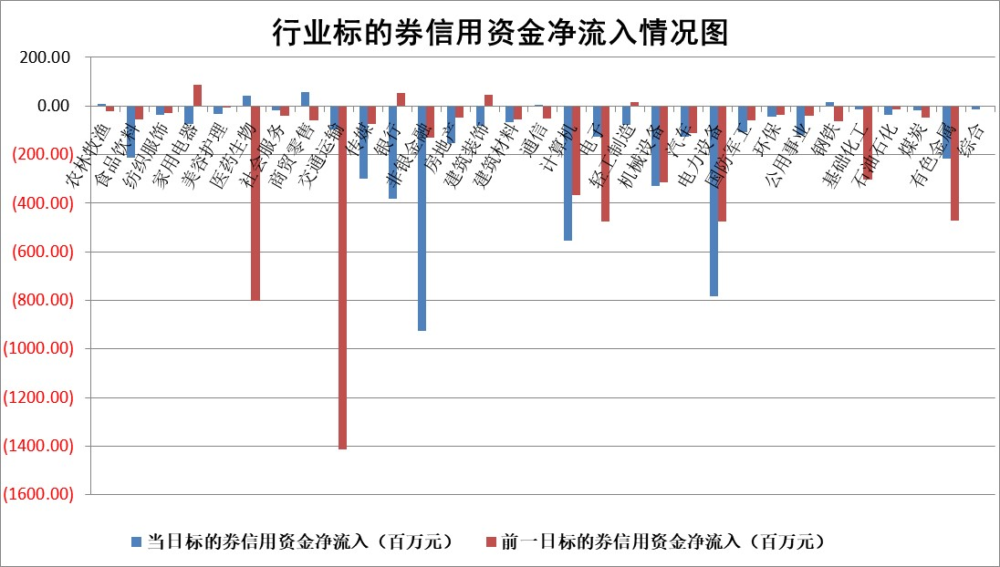 行业标的券信用资金净流入情况图
200.00
0.00
(200.00)
(400.00)
(600.00)
(800.00)
(1000.00)
(1200.00)
(1400.00)
(1600.00)
农林牧渔
食品饮料
纺织服饰
家用电器
美容护理
医药生物
社会服务
商贸零售
交通运输
传媒
银行
非银金融
房地产
建筑装饰
建筑材料
通信
计算机
电子
轻工制造
机械设备
汽车
电力设备
国防军工
环保
公用事业
钢铁
基础化工
石油石化
煤炭
有色金属
综合
当日标的券信用资金净流入（百万元）
前一日标的券信用资金净流入（百万元）